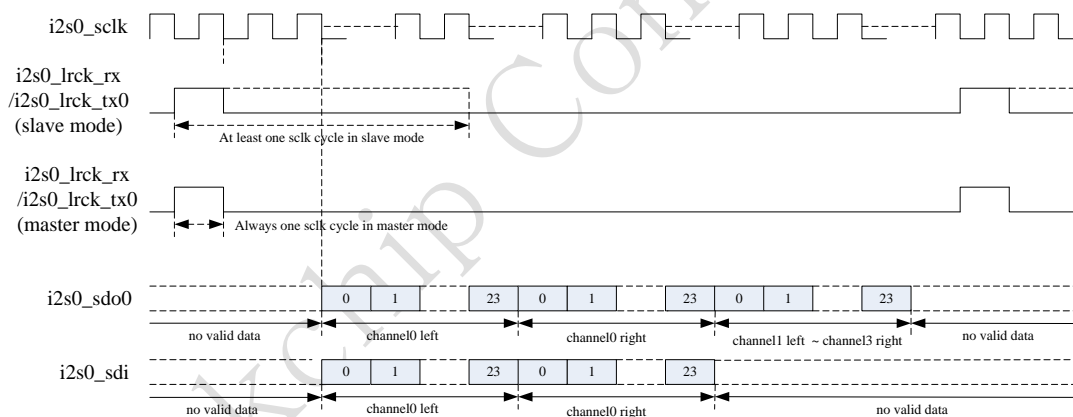 i2s0_sclk
i2s0_lrck_rx
/i2s0_lrck_tx0
(slave mode)
At least one sclk cycle in slave mode
i2s0_lrck_rx
/i2s0_lrck_tx0
(master mode)
Always one sclk cycle in master mode
i2s0_sdo0
0 1 23 0 1 23 0 1 23
no valid data channel0 left channel0 right channel1 left ~ channel3 right no valid data
i2s0_sdi
0 1 23 0 1 23
no valid data channel0 left channel0 right no valid data
kchip Con